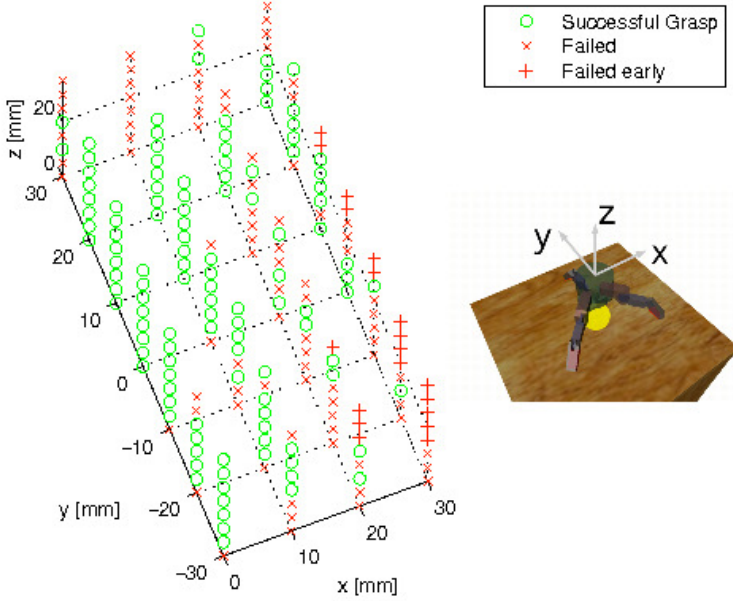 Successful Grasp
Failed
Failed early
z [mm]
20
0
30
20
10
0
−10
−20
−30
y [mm]
0
10
20
30
x [mm]
z
y
x